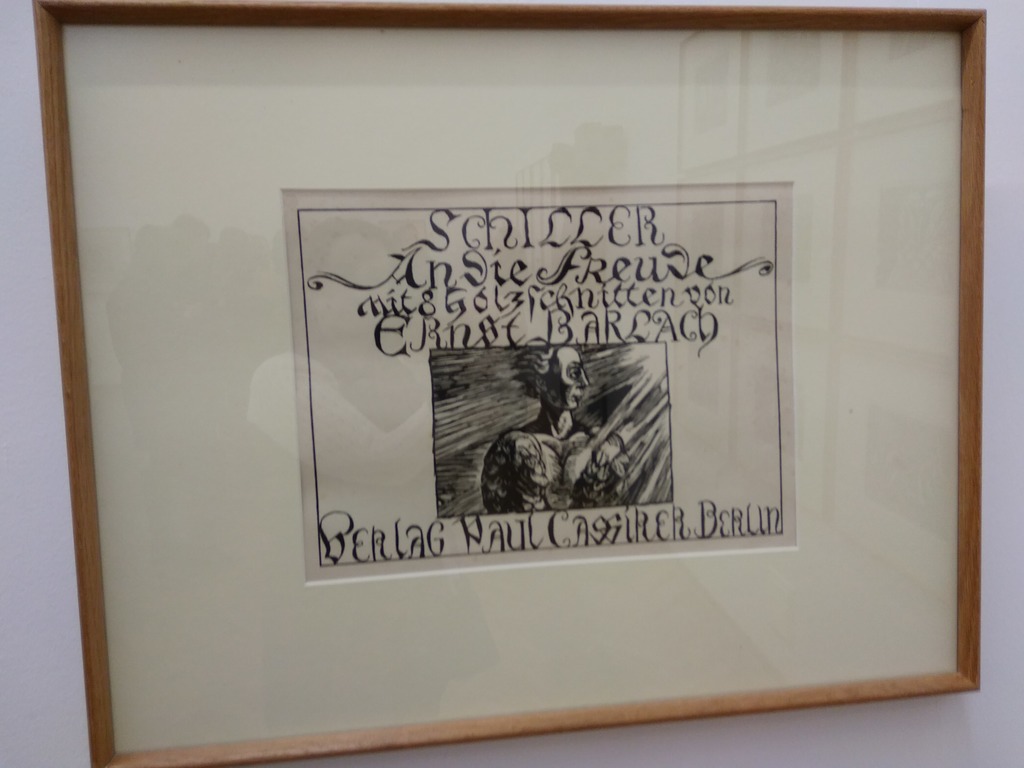 SCHILLER
An die Freude
mit 8 Holzschnitten von
ERNST BARLACH
VERLAG PAUL CASSIRER BERLIN